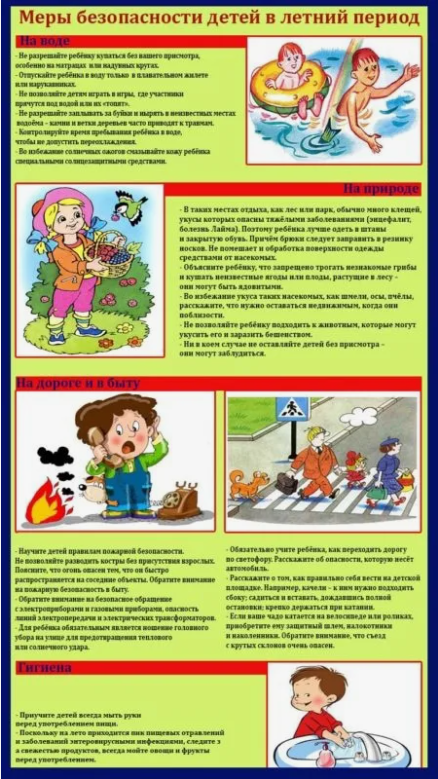 Меры безопасности детей в летний период
На воде
- Не разрешайте ребёнку купаться без вашего присмотра,
особенно на матрацах или надувных кругах.
- Отпускайте ребёнка в воду только в плавательном жилете
или нарукавниках.
- Не позволяйте детям играть в игры, где участники
прячутся под водой или их «топят».
- Не разрешайте заплывать за буйки и нырять в неизвестных местах
водоёма – камни и ветки деревьев часто приводят к травмам.
- Контролируйте время пребывания ребёнка в воде,
чтобы не допустить переохлаждения.
- Во избежание солнечных ожогов смазывайте кожу ребёнка
специальными солнцезащитными средствами.
На природе
- В таких местах отдыха, как лес или парк, обычно много клещей,
укусы которых опасны тяжёлыми заболеваниями (энцефалит,
болезнь Лайма). Поэтому ребёнка лучше одеть в штаны
и закрытую обувь. Причём брюки следует заправить в резинку
носков. Не помешает и обработка поверхности одежды
средствами от насекомых.
- Объясните ребёнку, что запрещено трогать незнакомые грибы
и кушать неизвестные ягоды или плоды, растущие в лесу -
они могут быть ядовитыми.
- Во избежание укуса таких насекомых, как шмели, осы, пчёлы,
расскажите, что нужно оставаться недвижимым, когда они
поблизости.
- Не позволяйте ребёнку подходить к животным, которые могут
укусить его и заразить бешенством.
- Ни в коем случае не оставляйте детей без присмотра –
они могут заблудиться.
На дороге и в быту
- Научите детей правилам пожарной безопасности.
Не позволяйте разводить костры без присутствия взрослых.
Поясните, что огонь опасен тем, что он быстро
распространяется на соседние объекты. Обратите внимание
на пожарную безопасность в быту.
- Обратите внимание на безопасное обращение
с электроприборами и газовыми приборами, опасность
линий электропередачи и электрических трансформаторов.
- Для ребёнка обязательным является ношение головного
убора на улице для предотвращения теплового
или солнечного удара.
- Обязательно учите ребёнка, как переходить дорогу
по светофору. Расскажите об опасности, которую несёт
автомобиль.
- Расскажите о том, как правильно себя вести на детской
площадке. Например, качели – к ним нужно подходить
сбоку; садиться и вставать, дождавшись полной
остановки; крепко держаться при катании.
- Если ваше чадо катается на велосипеде или роликах,
приобретите ему защитный шлем, налокотники
и наколенники. Обратите внимание, что съезд
с крутых склонов очень опасен.
Гигиена
- Приучите детей всегда мыть руки
перед употреблением пищи.
- Поскольку на лето приходится пик пищевых отравлений
и заболеваний энтеровирусными инфекциями, следите з
а свежестью продуктов, всегда мойте овощи и фрукты
перед употреблением.